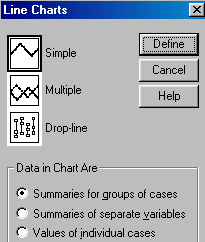 Line Charts
Simple
Define
Multiple
Cancel
Help
Drop-line
Data in Chart Are
Summaries for groups of cases
Summaries of separate variables
Values of individual cases